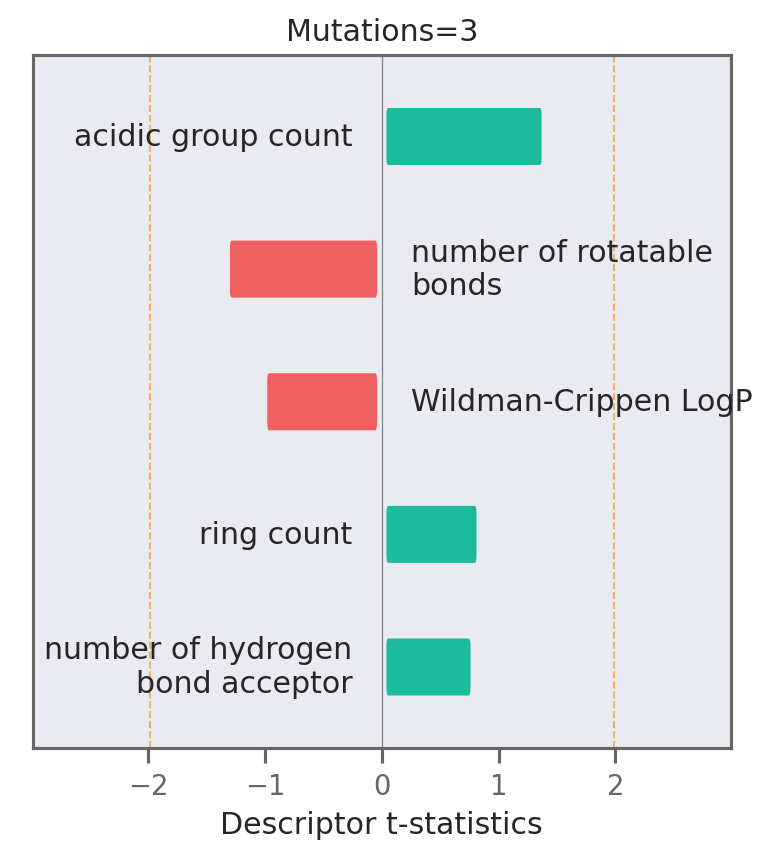 Mutations=3
acidic group count
number of rotatable
bonds
Wildman-Crippen LogP
ring count
number of hydrogen
bond acceptor
−2 −1 0 1 2
Descriptor t-statistics